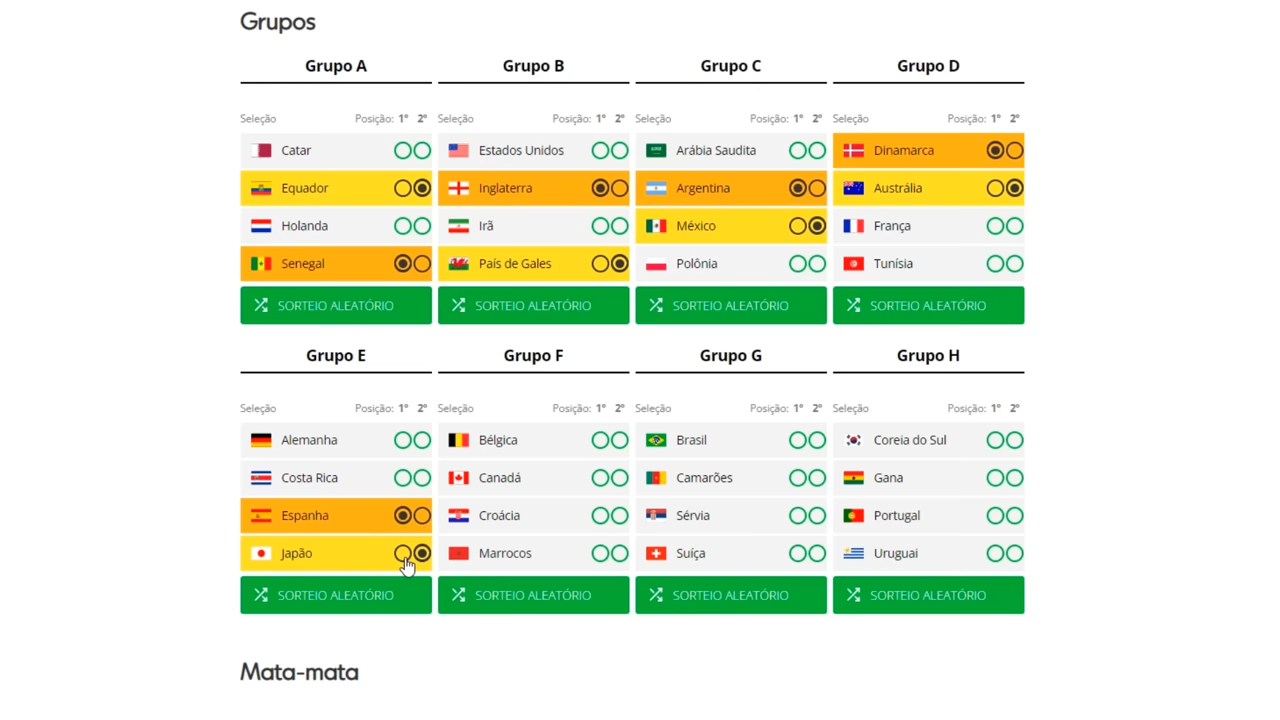 Grupos
Grupo A Grupo B Grupo C Grupo D
Seleção Posição: 1º 2º Seleção Posição: 1º 2º Seleção Posição: 1º 2º Seleção Posição: 1º 2º
Catar Estados Unidos Arábia Saudita Dinamarca
Equador Inglaterra Argentina Austrália
Holanda Irã México França
Senegal País de Gales Polônia Tunísia
SORTEIO ALEATÓRIO SORTEIO ALEATÓRIO SORTEIO ALEATÓRIO SORTEIO ALEATÓRIO
Grupo E Grupo F Grupo G Grupo H
Seleção Posição: 1º 2º Seleção Posição: 1º 2º Seleção Posição: 1º 2º Seleção Posição: 1º 2º
Alemanha Bélgica Brasil Coreia do Sul
Costa Rica Canadá Camarões Gana
Espanha Croácia Sérvia Portugal
Japão Marrocos Suíça Uruguai
SORTEIO ALEATÓRIO SORTEIO ALEATÓRIO SORTEIO ALEATÓRIO SORTEIO ALEATÓRIO
Mata-mata